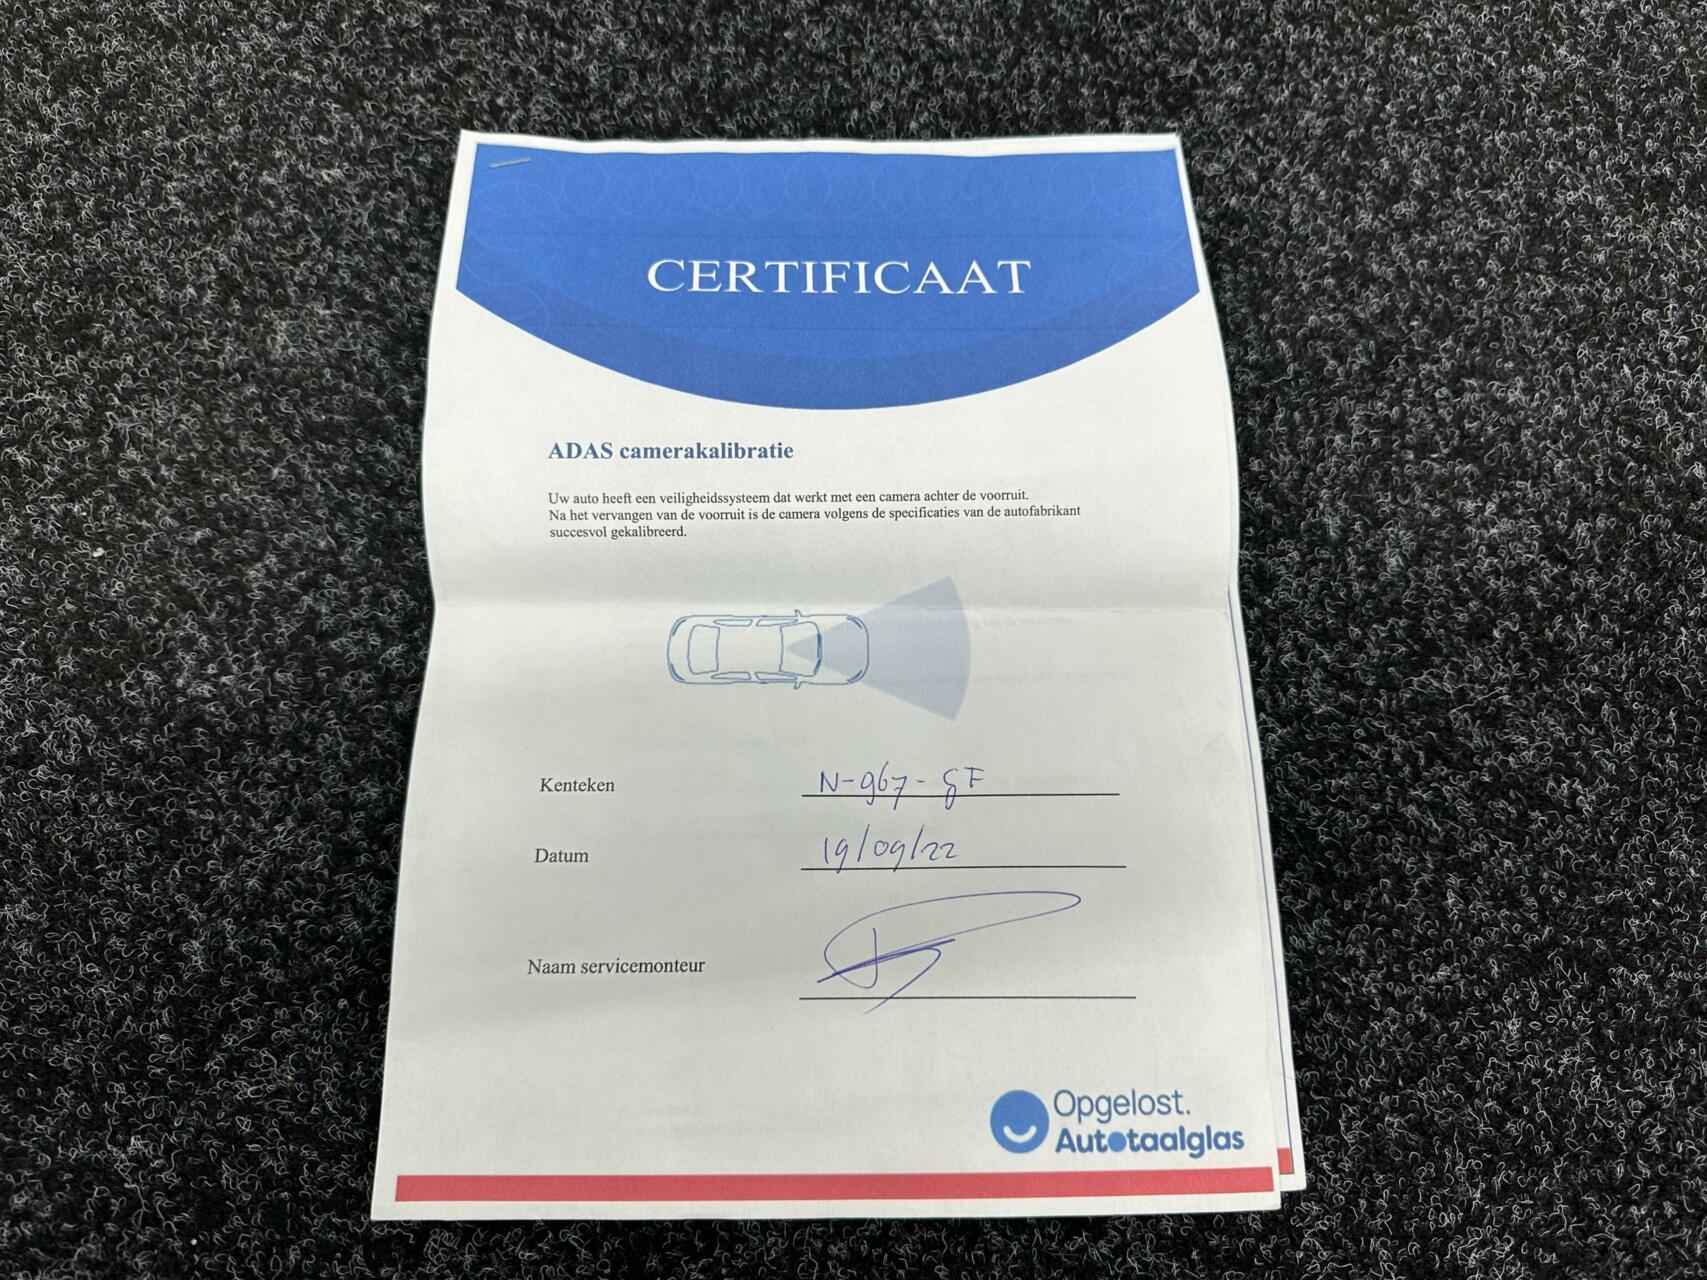 CERTIFICAAT
ADAS camerakalibratie
Uw auto heeft een veiligheidssysteem dat werkt met een camera achter de voorruit.
Na het vervangen van de voorruit is de camera volgens de specificaties van de autofabrikant
succesvol gekalibreerd.
Kenteken N-967-gF
Datum 19/09/22
Naam servicemonteur
Opgelost.
Autotaalglas